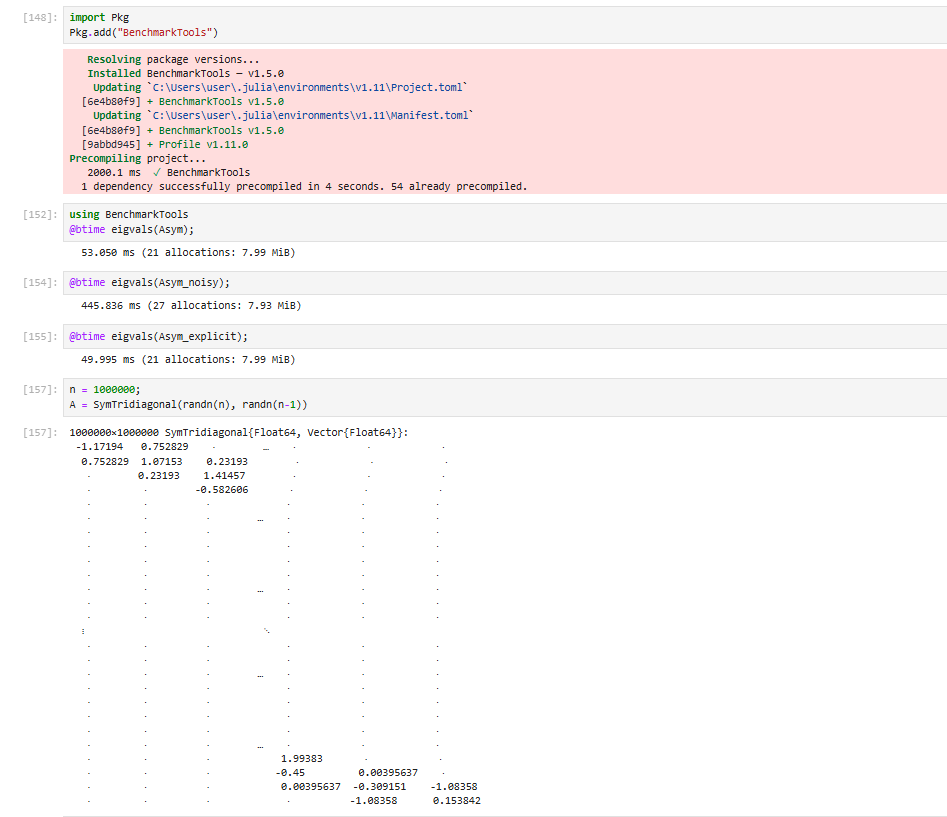 [148]: import Pkg
Pkg.add("BenchmarkTools")
Resolving package versions...
Installed BenchmarkTools — v1.5.0
Updating `C:\Users\user\.julia\environments\v1.11\Project.toml`
[6e4b80f9] + BenchmarkTools v1.5.0
Updating `C:\Users\user\.julia\environments\v1.11\Manifest.toml`
[6e4b80f9] + BenchmarkTools v1.5.0
[9abbd945] + Profile v1.11.0
Precompiling project...
2000.1 ms ✓ BenchmarkTools
1 dependency successfully precompiled in 4 seconds. 54 already precompiled.
[152]: using BenchmarkTools
@btime eigvals(Asym);
53.050 ms (21 allocations: 7.99 MiB)
[154]: @btime eigvals(Asym_noisy);
445.836 ms (27 allocations: 7.93 MiB)
[155]: @btime eigvals(Asym_explicit);
49.995 ms (21 allocations: 7.99 MiB)
[157]: n = 1000000;
A = SymTridiagonal(randn(n), randn(n-1))
[157]: 1000000×1000000 SymTridiagonal{Float64, Vector{Float64}}:
-1.17194 0.752829 ⋅ … ⋅ ⋅ ⋅
0.752829 1.07153 0.23193 ⋅ ⋅ ⋅
⋅ 0.23193 1.41457 ⋅ ⋅ ⋅
⋅ ⋅ -0.582606 ⋅ ⋅ ⋅
⋅ ⋅ ⋅ ⋅ ⋅ ⋅
⋅ ⋅ ⋅ … ⋅ ⋅ ⋅
⋅ ⋅ ⋅ ⋅ ⋅ ⋅
⋅ ⋅ ⋅ ⋅ ⋅ ⋅
⋅ ⋅ ⋅ ⋅ ⋅ ⋅
⋅ ⋅ ⋅ ⋅ ⋅ ⋅
⋅ ⋅ ⋅ … ⋅ ⋅ ⋅
⋅ ⋅ ⋅ ⋅ ⋅ ⋅
⋅ ⋅ ⋅ ⋅ ⋅ ⋅
⋮ ⋱
⋅ ⋅ ⋅ ⋅ ⋅ ⋅
⋅ ⋅ ⋅ ⋅ ⋅ ⋅
⋅ ⋅ ⋅ … ⋅ ⋅ ⋅
⋅ ⋅ ⋅ ⋅ ⋅ ⋅
⋅ ⋅ ⋅ ⋅ ⋅ ⋅
⋅ ⋅ ⋅ ⋅ ⋅ ⋅
⋅ ⋅ ⋅ ⋅ ⋅ ⋅
⋅ ⋅ ⋅ … ⋅ ⋅ ⋅
⋅ ⋅ ⋅ 1.99383 ⋅ ⋅
⋅ ⋅ ⋅ -0.45 0.00395637 ⋅
⋅ ⋅ ⋅ 0.00395637 -0.309151 -1.08358
⋅ ⋅ ⋅ ⋅ -1.08358 0.153842